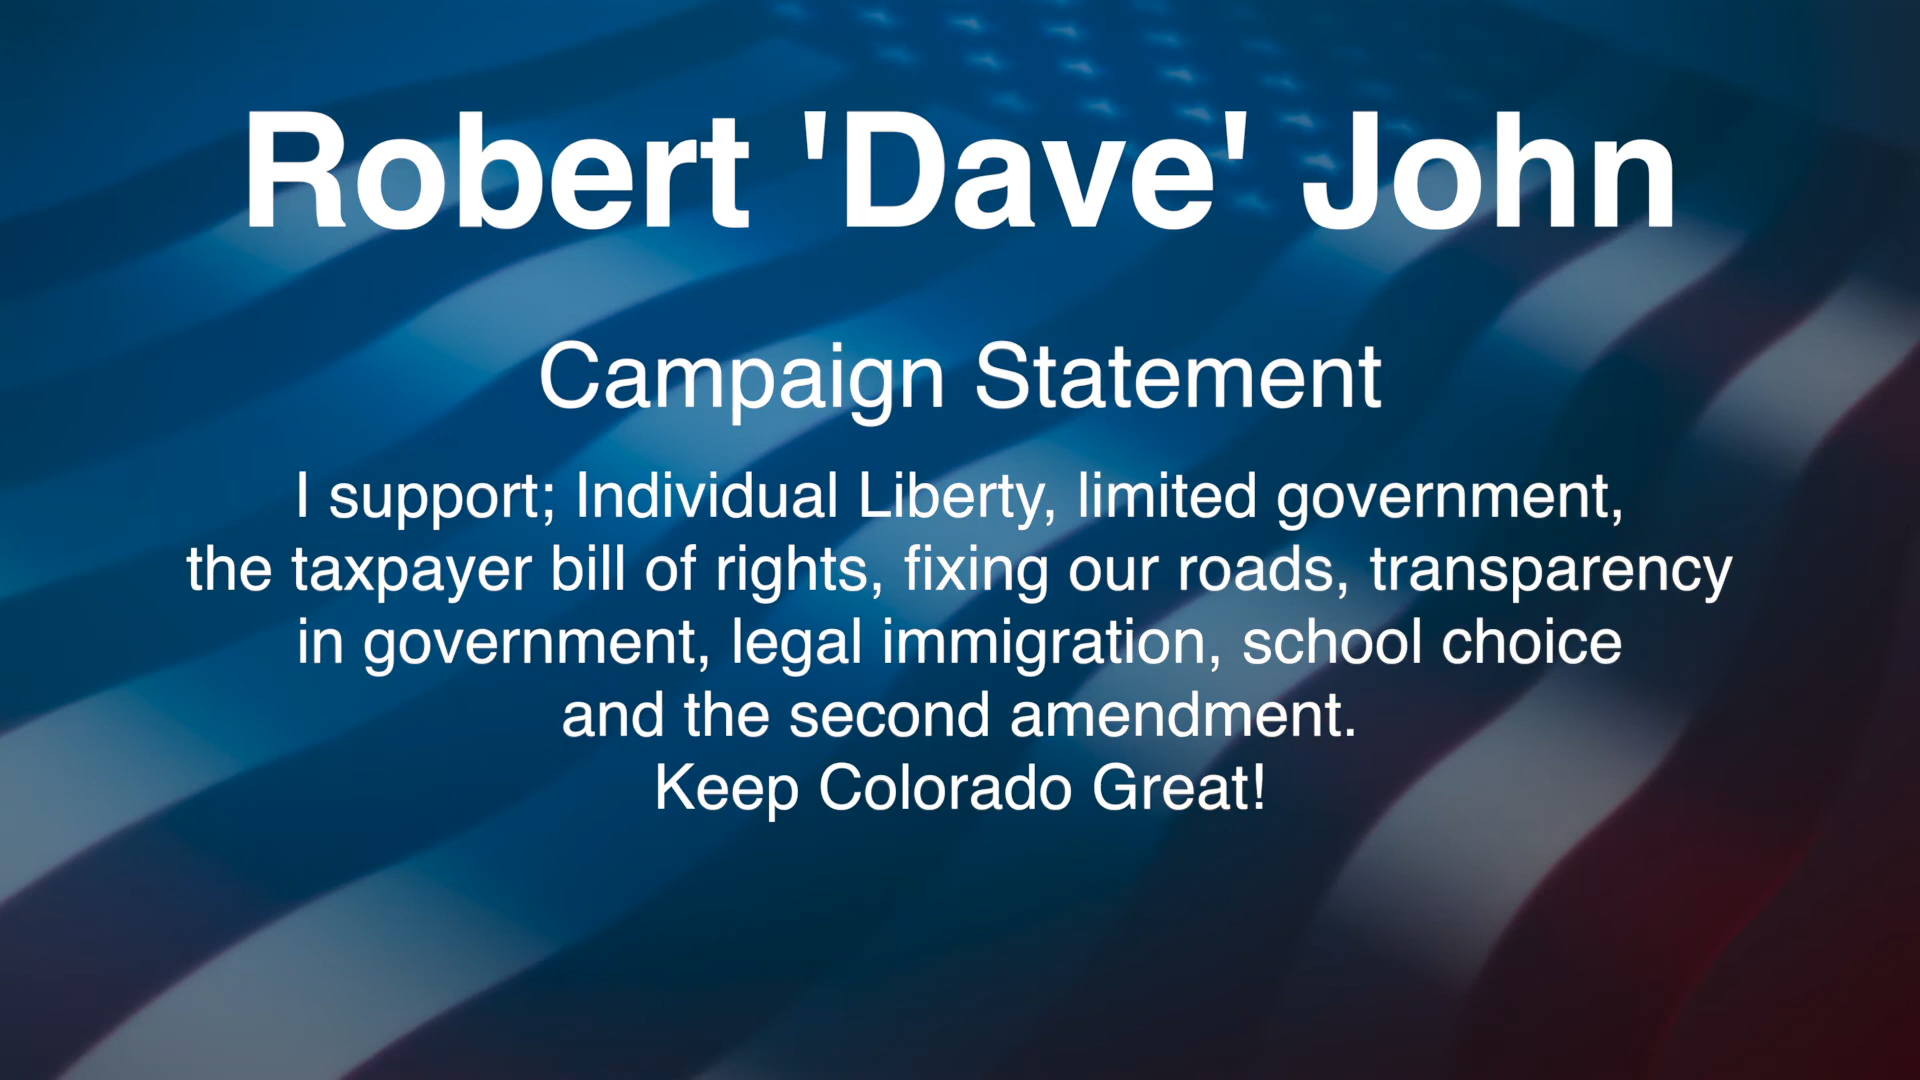 Robert 'Dave' John
Campaign Statement
I support; Individual Liberty, limited government,
the taxpayer bill of rights, fixing our roads, transparency
in government, legal immigration, school choice
and the second amendment.
Keep Colorado Great!